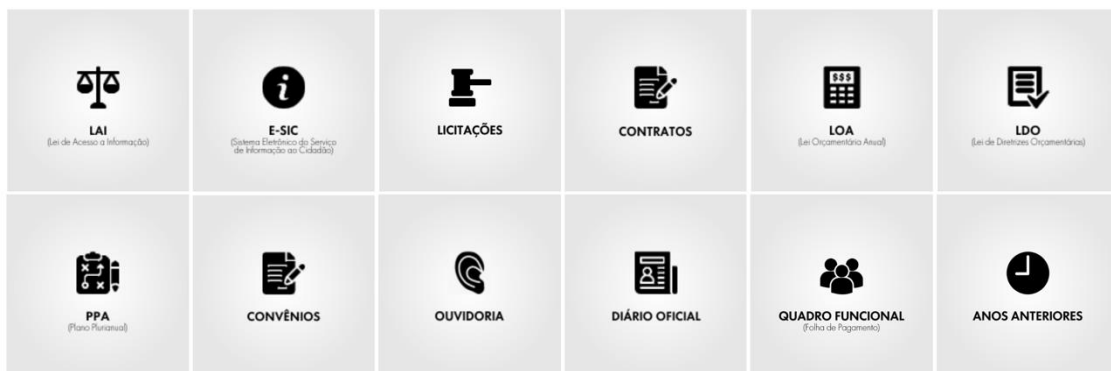 LAI
(Lei de Acesso a Informação)
E-SIC
(Sistema Eletrônico do Serviço
de Informação ao Cidadão)
LICITAÇÕES
CONTRATOS
$$$
LOA
(Lei Orçamentária Anual)
LDO
(Lei de Diretrizes Orçamentárias)
PPA
(Plano Plurianual)
CONVÊNIOS
OUVIDORIA
DIÁRIO OFICIAL
QUADRO FUNCIONAL
(Folha de Pagamento)
ANOS ANTERIORES